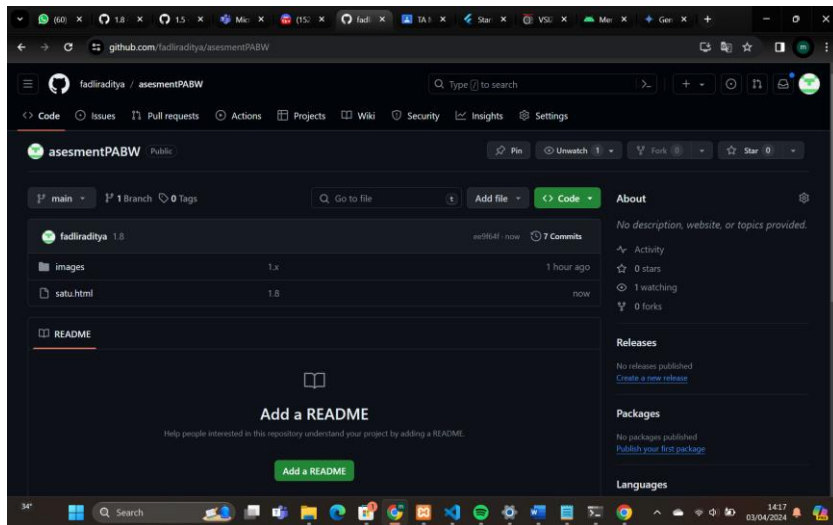 (60) 1.8 1.5 Mic (15: fadl TA Star VS Mer Gen
github.com/fadliraditya/asesmentPABW
fadliraditya / asesmentPABW
Type / to search
Code Issues Pull requests Actions Projects Wiki Security Insights Settings
asesmentPABW Public
Pin Unwatch 1 Fork 0 Star 0
main 1 Branch 0 Tags
Go to file t Add file Code
fadliraditya 1.8 ee9f64f · now 7 Commits
images 1.x 1 hour ago
satu.html 1.8 now
README
Add a README
Help people interested in this repository understand your project by adding a README.
Add a README
About
No description, website, or topics provided.
Activity
0 stars
1 watching
0 forks
Releases
No releases published
Create a new release
Packages
No packages published
Publish your first package
Languages
34°
Search
14:17
03/04/2024